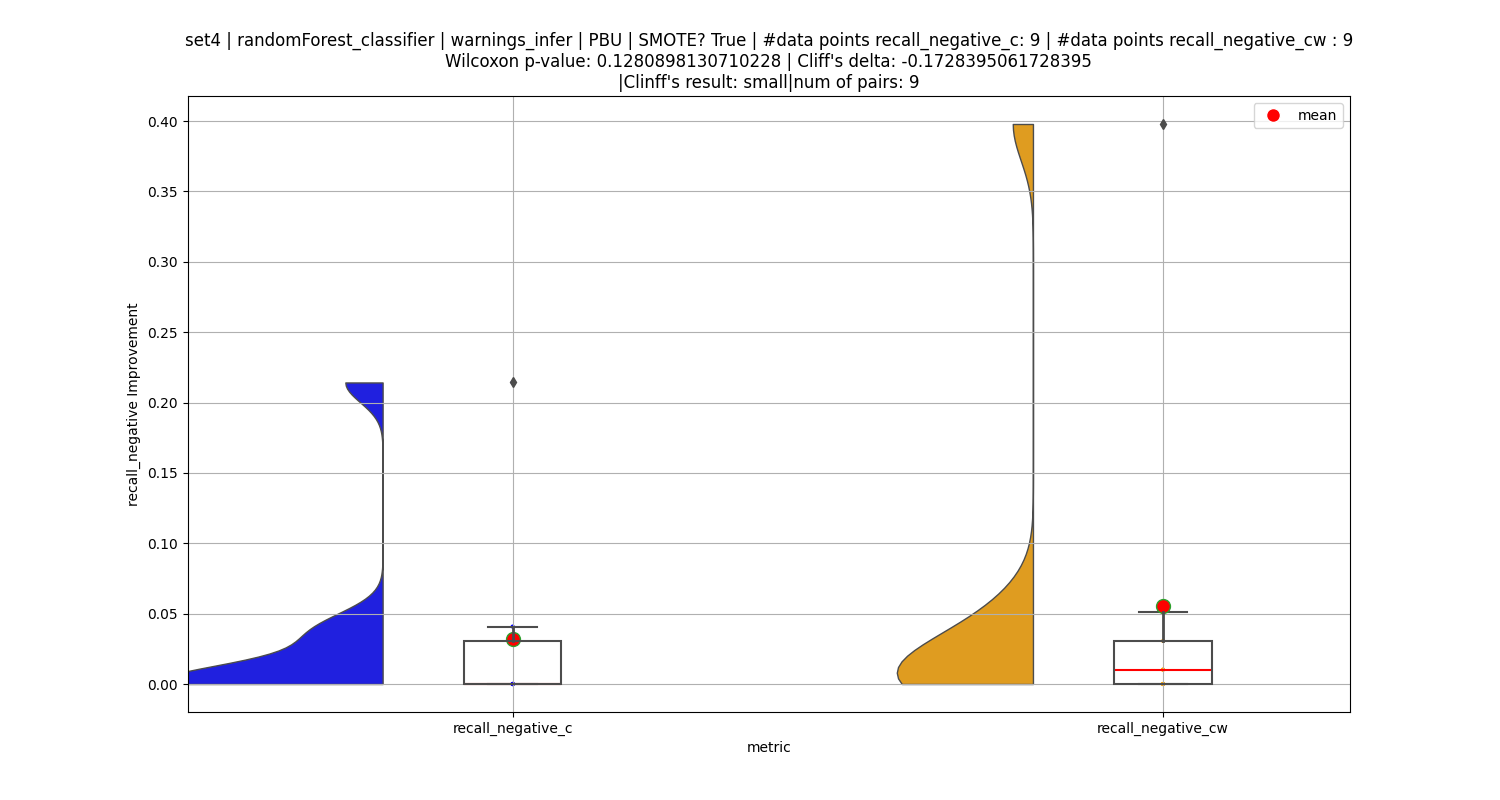 set4 | randomForest_classifier | warnings_infer | PBU | SMOTE? True | #data points recall_negative_c: 9 | #data points recall_negative_cw : 9
Wilcoxon p-value: 0.1280898130710228 | Cliff's delta: -0.1728395061728395
|Clinff's result: small|num of pairs: 9
mean
0.40
0.35
0.30
0.25
0.20
0.15
0.10
0.05
0.00
recall_negative Improvement
recall_negative_c
recall_negative_cw
metric